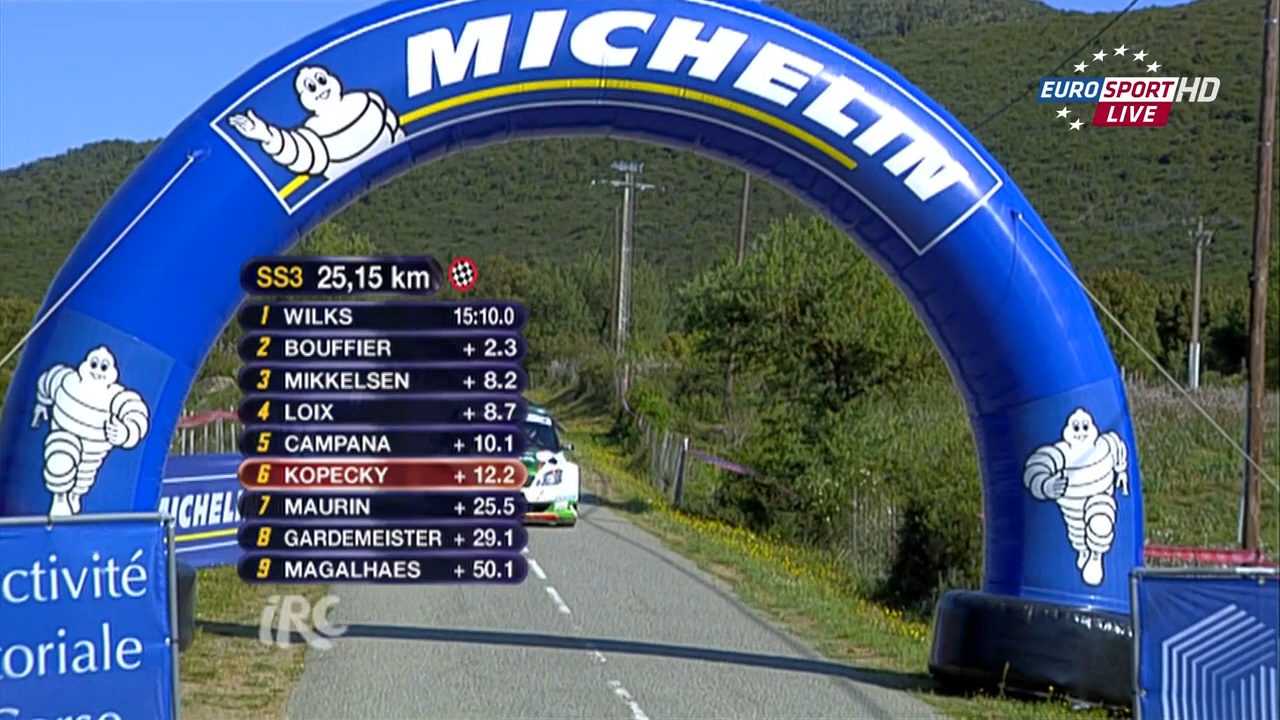 MICHELIN
EUROSPORT HD
LIVE
SS3 25,15 km
1 WILKS 15:10.0
2 BOUFFIER + 2.3
3 MIKKELSEN + 8.2
4 LOIX + 8.7
5 CAMPANA + 10.1
6 KOPECKY + 12.2
7 MAURIN + 25.5
8 GARDEMEISTER + 29.1
9 MAGALHAES + 50.1
iRC
MICHEL
ctivité
toriale
Corse